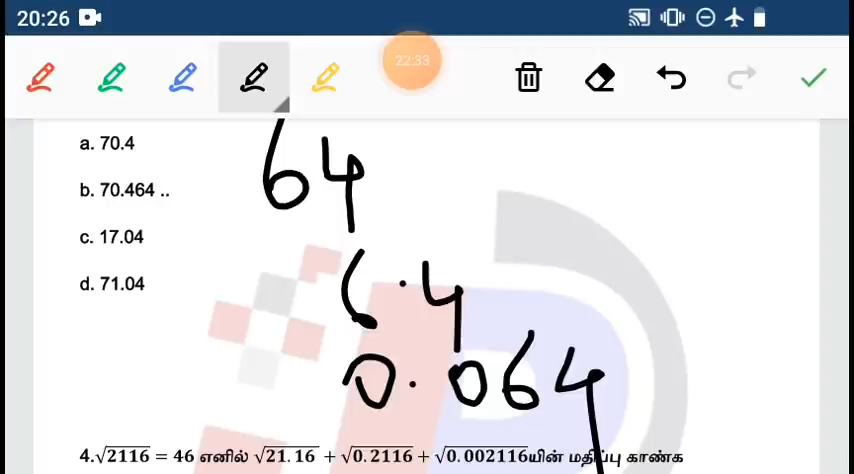 20:26
22:33
a. 70.4
64
b. 70.464 ..
c. 17.04
6.4
d. 71.04
0.064
4.√2116 = 46 எனில் √21.16 + √0.2116 + √0.002116யின் மதிப்பு காண்க